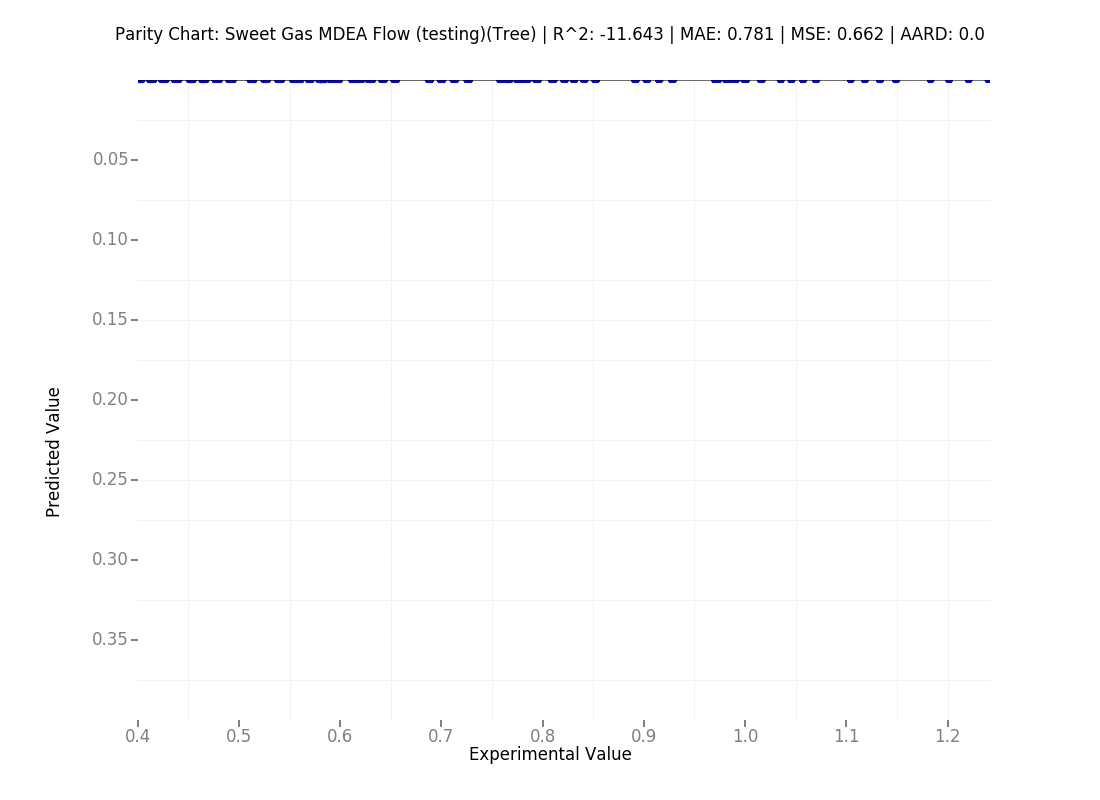 Parity Chart: Sweet Gas MDEA Flow (testing)(Tree) | R^2: -11.643 | MAE: 0.781 | MSE: 0.662 | AARD: 0.0
0.05
0.10
0.15
0.20
0.25
0.30
0.35
Predicted Value
0.4 0.5 0.6 0.7 0.8 0.9 1.0 1.1 1.2
Experimental Value